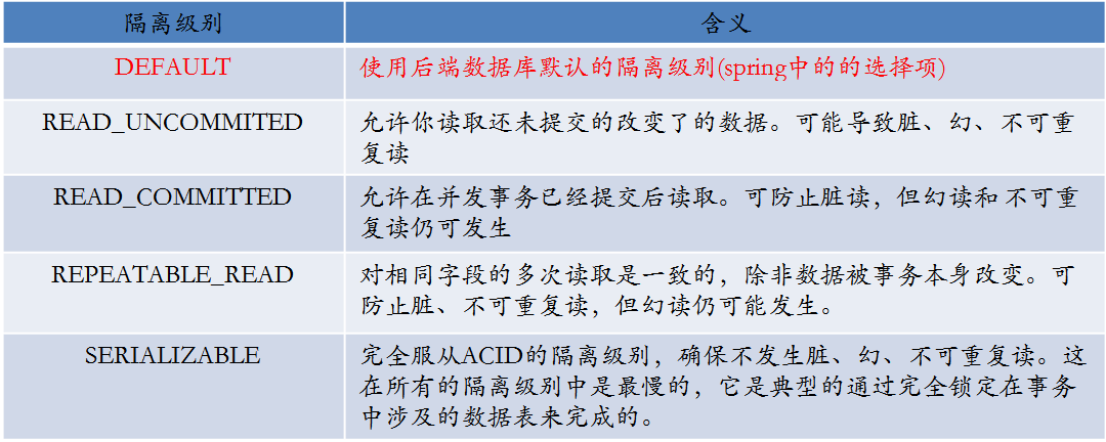 隔离级别 含义
DEFAULT 使用后端数据库默认的隔离级别(spring中的的选择项)
READ_UNCOMMITED 允许你读取还未提交的改变了的数据。可能导致脏、幻、不可重
复读
READ_COMMITTED 允许在并发事务已经提交后读取。可防止脏读，但幻读和 不可重
复读仍可发生
REPEATABLE_READ 对相同字段的多次读取是一致的，除非数据被事务本身改变。可
防止脏、不可重复读，但幻读仍可能发生。
SERIALIZABLE 完全服从ACID的隔离级别，确保不发生脏、幻、不可重复读。这
在所有的隔离级别中是最慢的，它是典型的通过完全锁定在事务
中涉及的数据表来完成的。